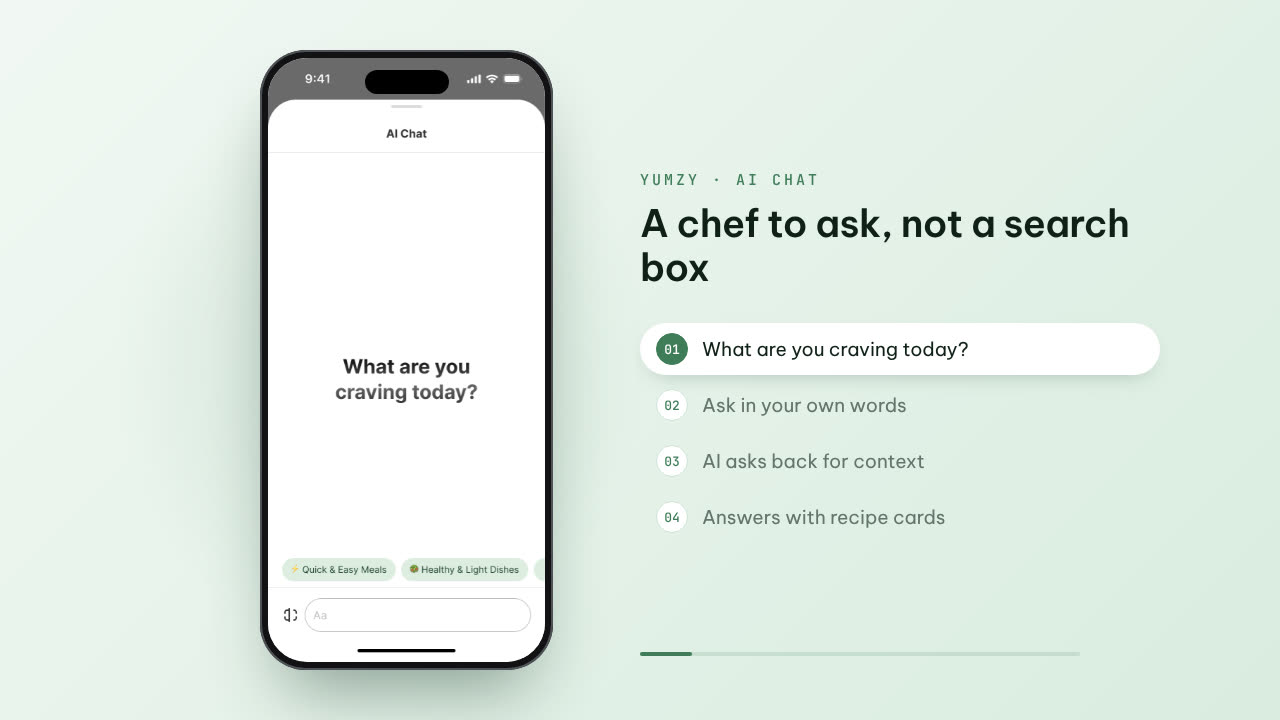 9:41
AI Chat
What are you
craving today?
Quick & Easy Meals
Healthy & Light Dishes
Aa
YUMZY · AI CHAT
A chef to ask, not a search
box
01 What are you craving today?
02 Ask in your own words
03 AI asks back for context
04 Answers with recipe cards